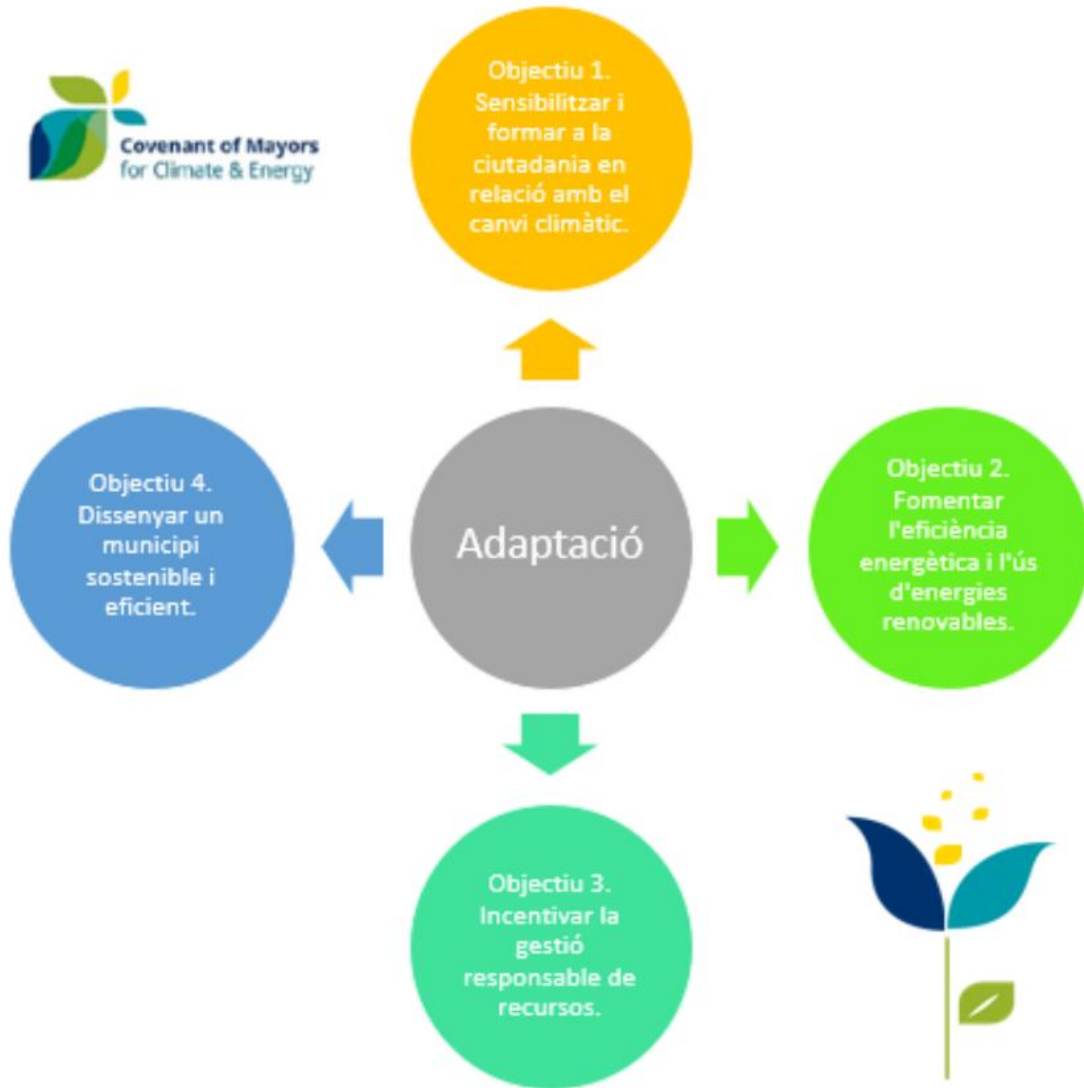 Covenant of Mayors
for Climate & Energy
Objectiu 1.
Sensibilitzar i
formar a la
ciutadania en
relació amb el
canvi climàtic.
Objectiu 4.
Dissenyar un
municipi
sostenible i
eficient.
Adaptació
Objectiu 2.
Fomentar
l'eficiència
energètica i l'ús
d'energies
renovables.
Objectiu 3.
Incentivar la
gestió
responsable de
recursos.